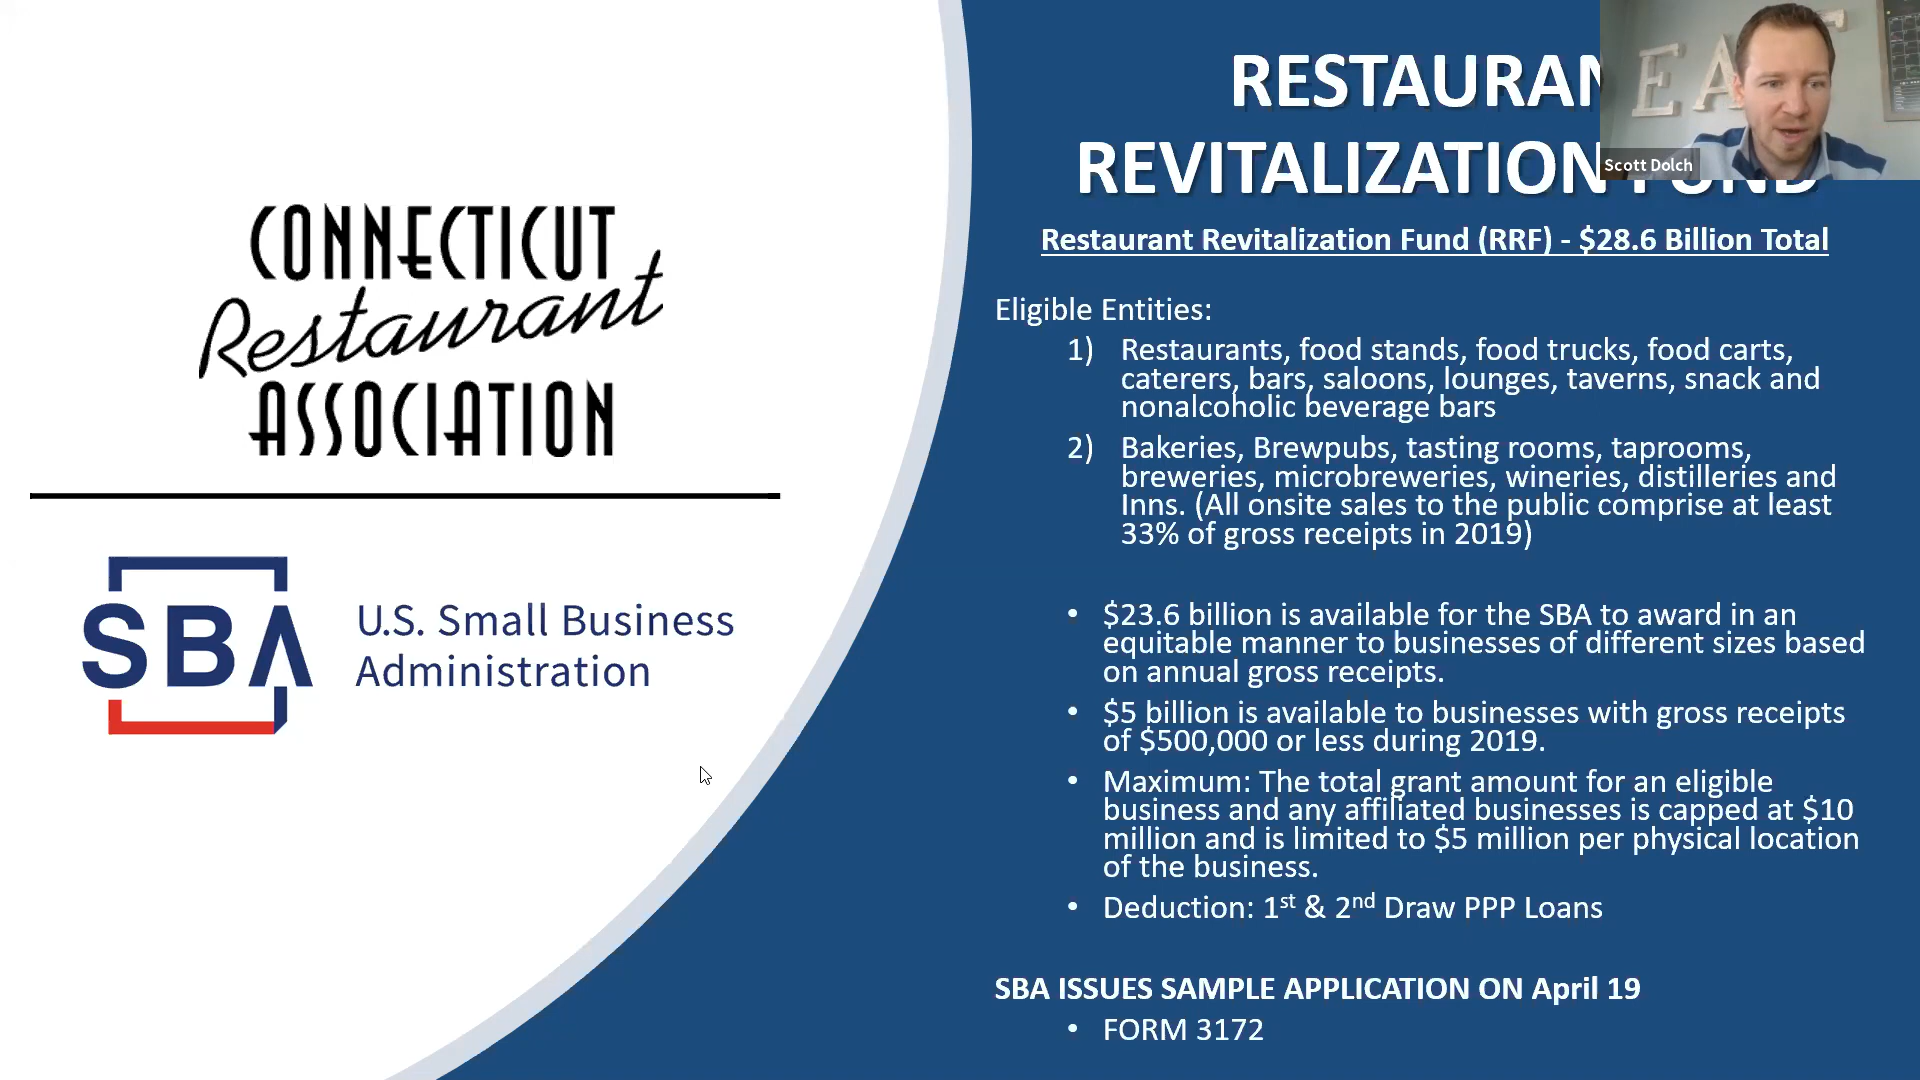 CONNECTICUT
Restaurant
ASSOCIATION
SBA
U.S. Small Business
Administration
RESTAURAN
REVITALIZATION FUND
Scott Dolch
EA
Restaurant Revitalization Fund (RRF) - $28.6 Billion Total
Eligible Entities:
1) Restaurants, food stands, food trucks, food carts,
caterers, bars, saloons, lounges, taverns, snack and
nonalcoholic beverage bars
2) Bakeries, Brewpubs, tasting rooms, taprooms,
breweries, microbreweries, wineries, distilleries and
Inns. (All onsite sales to the public comprise at least
33% of gross receipts in 2019)
• $23.6 billion is available for the SBA to award in an
equitable manner to businesses of different sizes based
on annual gross receipts.
• $5 billion is available to businesses with gross receipts
of $500,000 or less during 2019.
• Maximum: The total grant amount for an eligible
business and any affiliated businesses is capped at $10
million and is limited to $5 million per physical location
of the business.
• Deduction: 1st & 2nd Draw PPP Loans
SBA ISSUES SAMPLE APPLICATION ON April 19
• FORM 3172